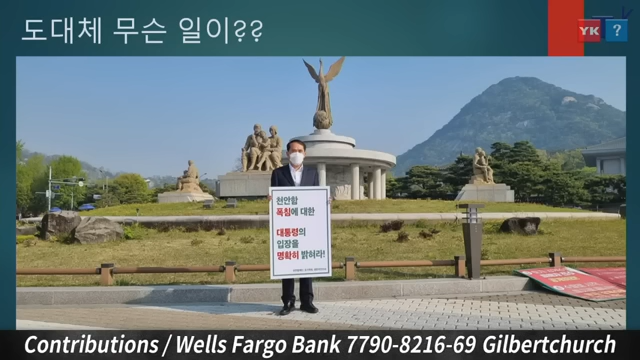 도대체 무슨 일이??
YK ?
천안함
폭침에 대한
대통령의
입장을
명확히 밝혀라!
Contributions / Wells Fargo Bank 7790-8216-69 Gilbertchurch